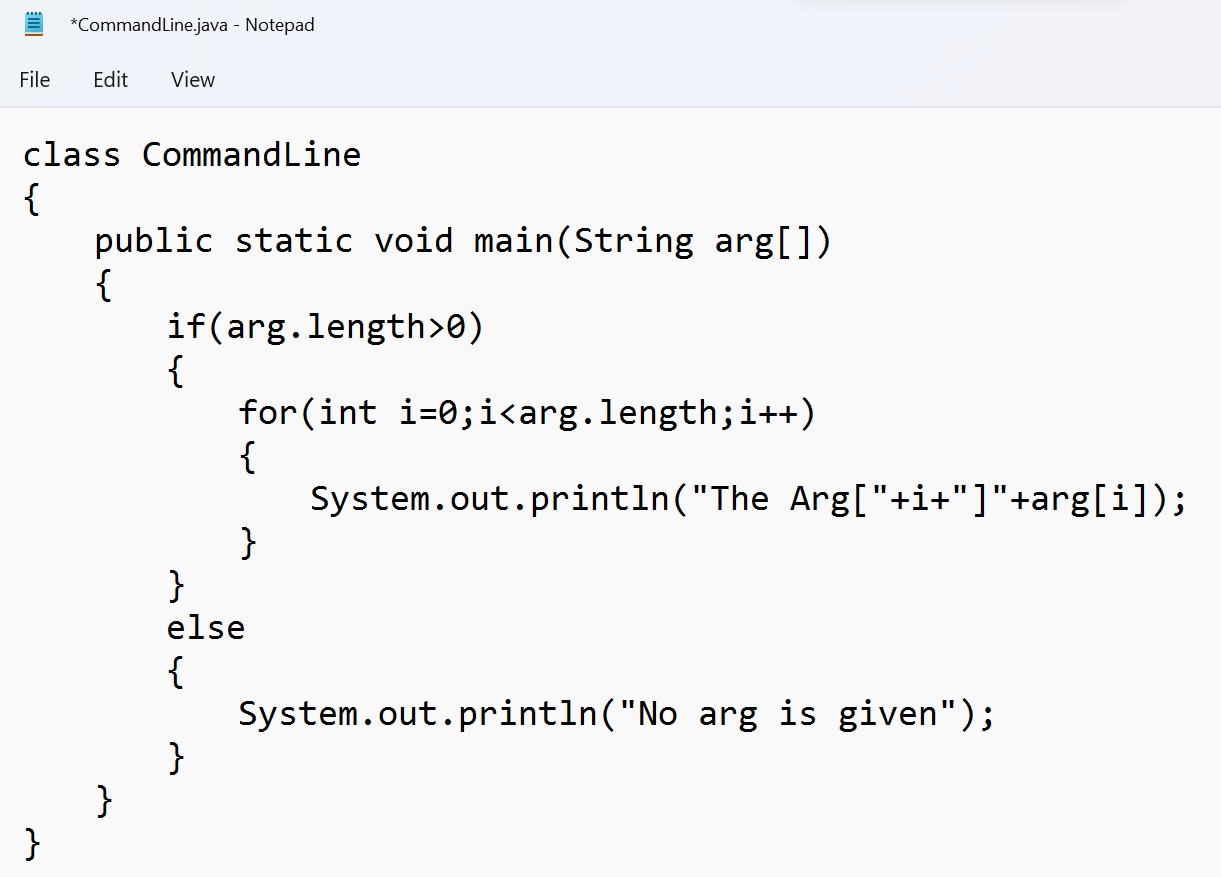 *CommandLine.java - Notepad
File Edit View
class CommandLine
{
    public static void main(String arg[])
    {
        if(arg.length>0)
        {
            for(int i=0;i<arg.length;i++)
            {
                System.out.println("The Arg["+i+"]"+arg[i]);
            }
        }
        else
        {
            System.out.println("No arg is given");
        }
    }
}